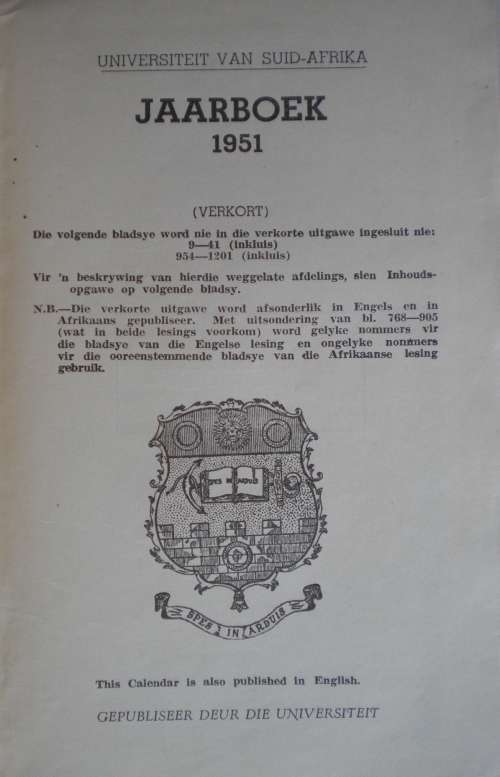 UNIVERSITEIT VAN SUID-AFRIKA
JAARBOEK
1951
(VERKORT)
Die volgende bladsye word nie in die verkorte uitgawe ingesluit nie:
9—41 (inkluis)
954—1201 (inkluis)
Vir 'n beskrywing van hierdie weggelate afdelings, sien Inhouds-
opgawe op volgende bladsy.
N.B.—Die verkorte uitgawe word afsonderlik in Engels en in
Afrikaans gepubliseer. Met uitsondering van bl. 768—905
(wat in beide lesings voorkom) word gelyke nommers vir
die bladsye van die Engelse lesing en ongelyke nommers
vir die ooreenstemmende bladsye van die Afrikaanse lesing
gebruik.
SPES IN ARDUIS
SPES IN ARDUIS
This Calendar is also published in English.
GEPUBLISEER DEUR DIE UNIVERSITEIT